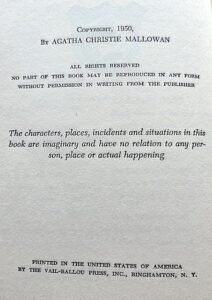 Copyright, 1950,
By AGATHA CHRISTIE MALLOWAN
ALL RIGHTS RESERVED
NO PART OF THIS BOOK MAY BE REPRODUCED IN ANY FORM
WITHOUT PERMISSION IN WRITING FROM THE PUBLISHER
The characters, places, incidents and situations in this
book are imaginary and have no relation to any per-
son, place or actual happening
PRINTED IN THE UNITED STATES OF AMERICA
BY THE VAIL-BALLOU PRESS, INC., BINGHAMTON, N. Y.